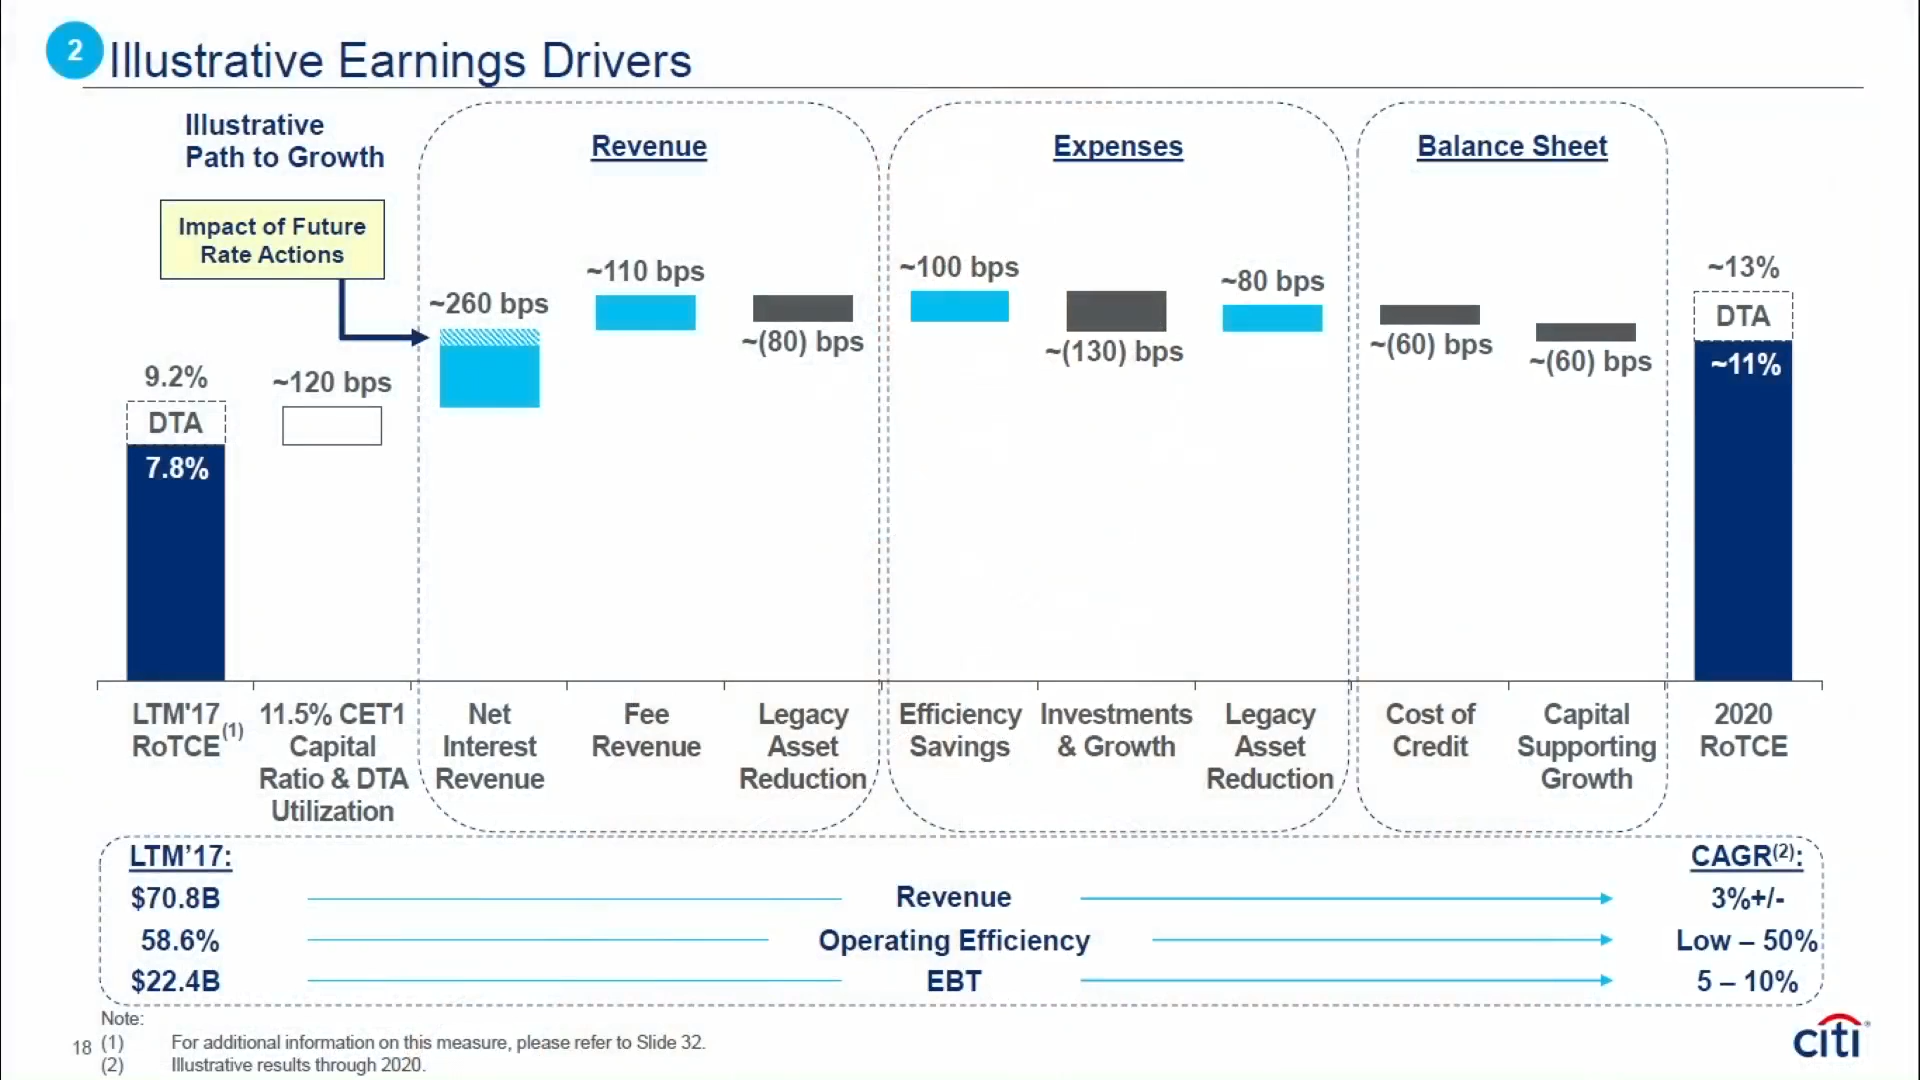 2
Illustrative Earnings Drivers
Illustrative
Path to Growth
Revenue
Expenses
Balance Sheet
Impact of Future
Rate Actions
~260 bps
~110 bps
~(80) bps
~100 bps
~(130) bps
~80 bps
~(60) bps
~(60) bps
~13%
DTA
~11%
9.2%
DTA
7.8%
~120 bps
LTM'17
RoTCE(1)
11.5% CET1
Capital
Ratio & DTA
Utilization
Net
Interest
Revenue
Fee
Revenue
Legacy
Asset
Reduction
Efficiency
Savings
Investments
& Growth
Legacy
Asset
Reduction
Cost of
Credit
Capital
Supporting
Growth
2020
RoTCE
LTM’17:
CAGR(2):
$70.8B Revenue 3%+/-
58.6% Operating Efficiency Low – 50%
$22.4B EBT 5 – 10%
Note:
(1) For additional information on this measure, please refer to Slide 32.
(2) Illustrative results through 2020.
18
citi®